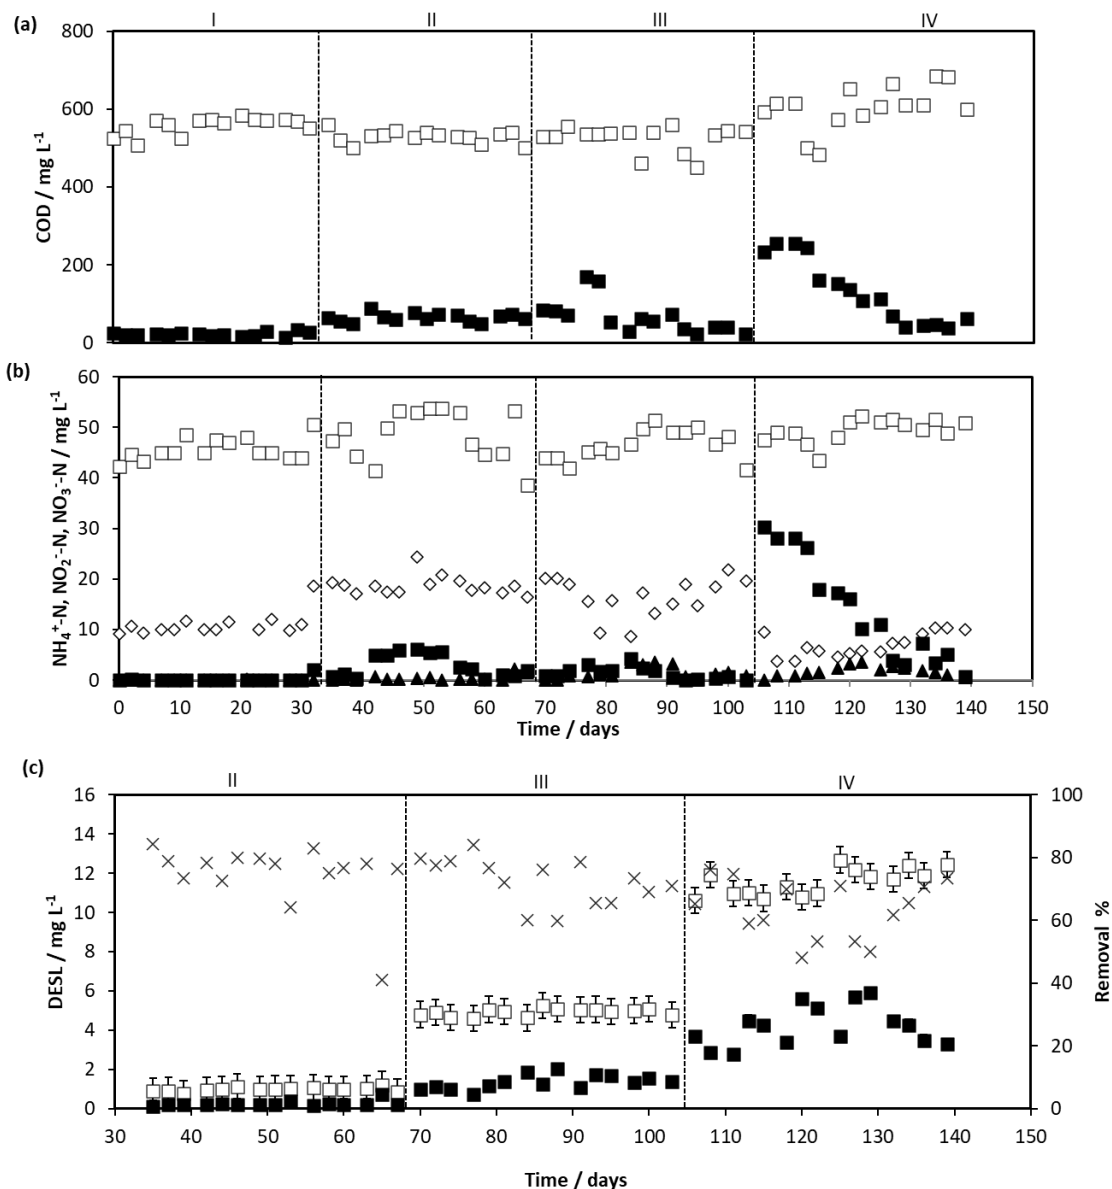 (a)
I II III IV
800
600
400
200
0
COD / mg L-1
(b)
60
50
40
30
20
10
0
NH4+-N, NO2--N, NO3--N / mg L-1
0 10 20 30 40 50 60 70 80 90 100 110 120 130 140 150
Time / days
(c)
II III IV
16
14
12
10
8
6
4
2
0
DESL / mg L-1
100
80
60
40
20
0
Removal %
30 40 50 60 70 80 90 100 110 120 130 140 150
Time / days